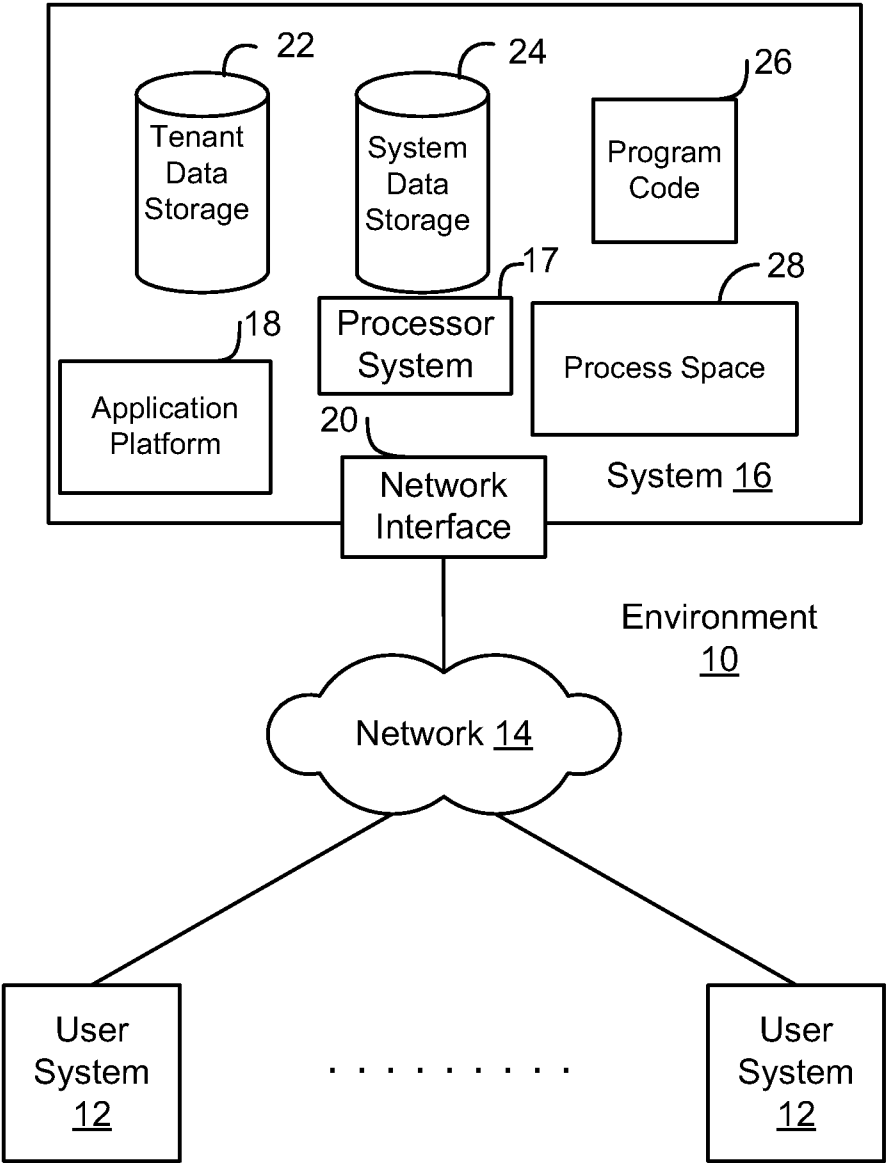 22
Tenant
Data
Storage
24
System
Data
Storage
26
Program
Code
18
Application
Platform
17
Processor
System
28
Process Space
20
Network
Interface
System 16
Environment
10
Network 14
User
System
12
. . . . . . . . .
User
System
12